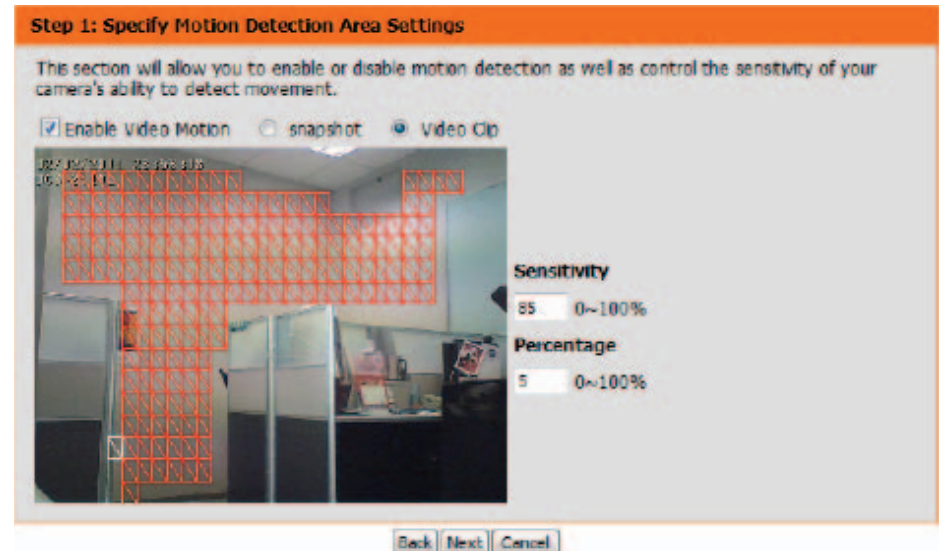 Step 1: Specify Motion Detection Area Settings
This section will allow you to enable or disable motion detection as well as control the sensitivity of your
camera's ability to detect movement.
Enable Video Motion snapshot Video Clip
Sensitivity
85 0~100%
Percentage
5 0~100%
Back Next Cancel